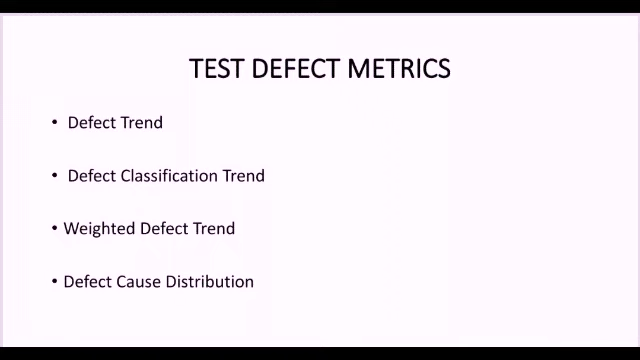 TEST DEFECT METRICS
• Defect Trend
• Defect Classification Trend
• Weighted Defect Trend
• Defect Cause Distribution